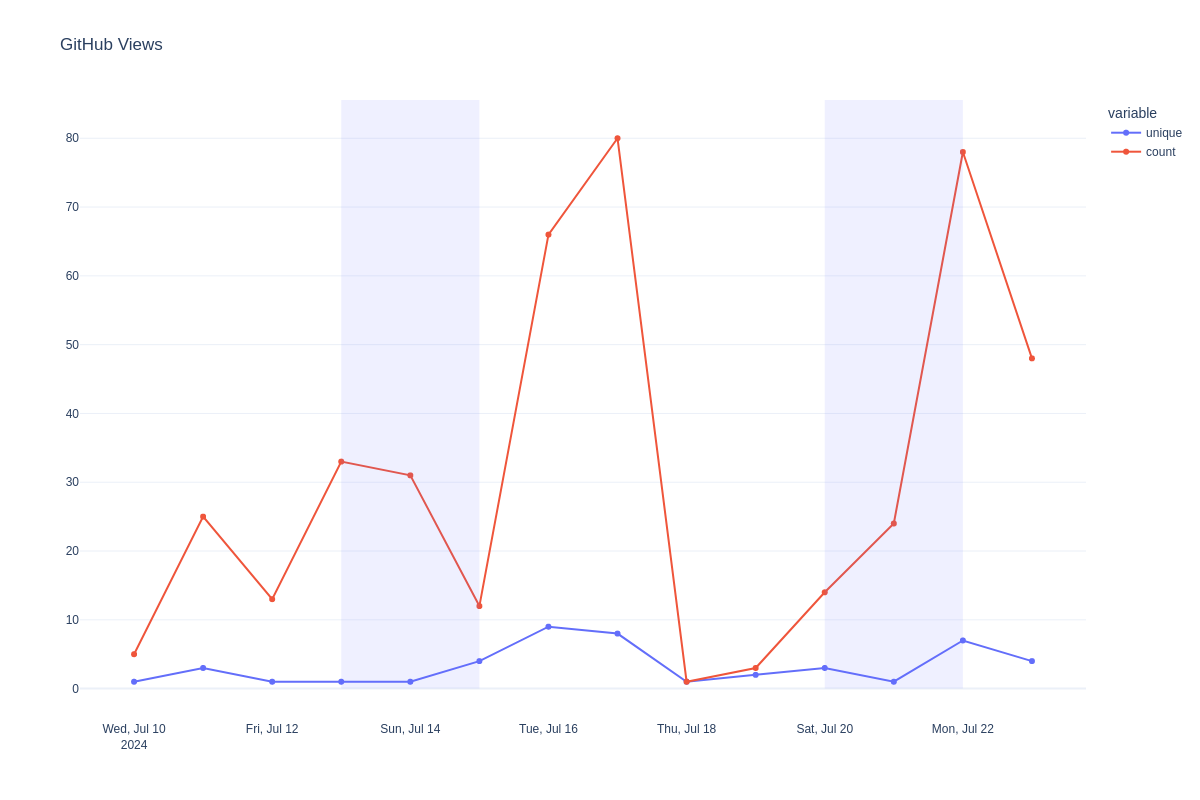 GitHub Views
variable
unique
count
80
70
60
50
40
30
20
10
0
Wed, Jul 10
2024
Fri, Jul 12
Sun, Jul 14
Tue, Jul 16
Thu, Jul 18
Sat, Jul 20
Mon, Jul 22